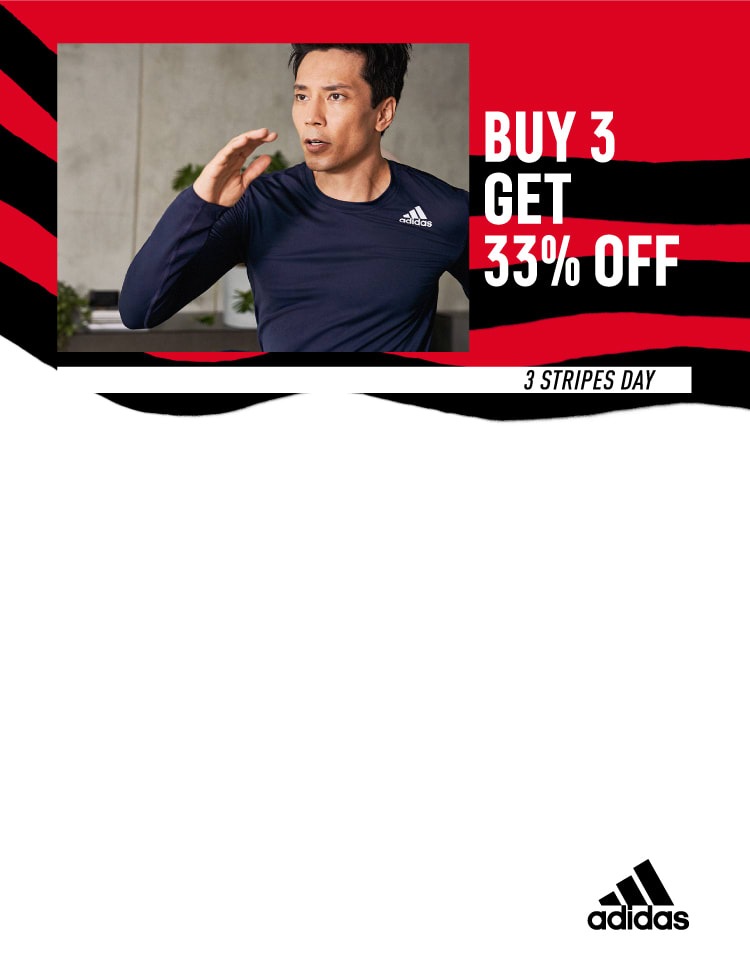 adidas
BUY 3
GET
33% OFF
3 STRIPES DAY
adidas